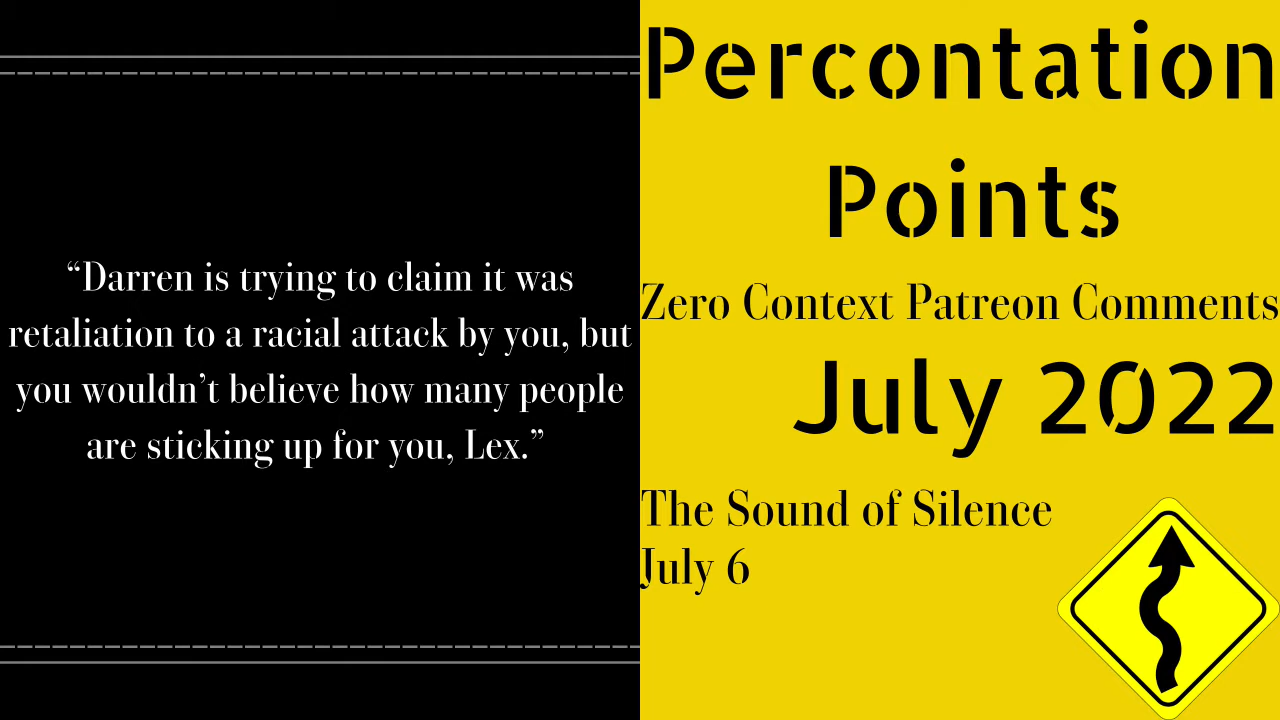 “Darren is trying to claim it was
retaliation to a racial attack by you, but
you wouldn’t believe how many people
are sticking up for you, Lex.”
Percontation
Points
Zero Context Patreon Comments
July 2022
The Sound of Silence
July 6